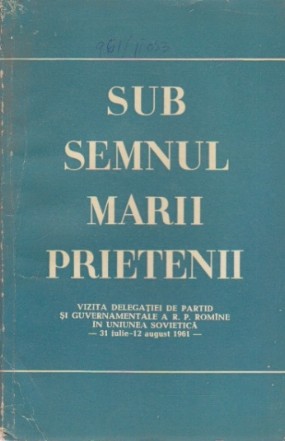 SUB
SEMNUL
MARII
PRIETENII
VIZITA DELEGAȚIEI DE PARTID
ȘI GUVERNAMENTALE A R. P. ROMÎNE
ÎN UNIUNEA SOVIETICĂ
— 31 iulie-12 august 1961 —